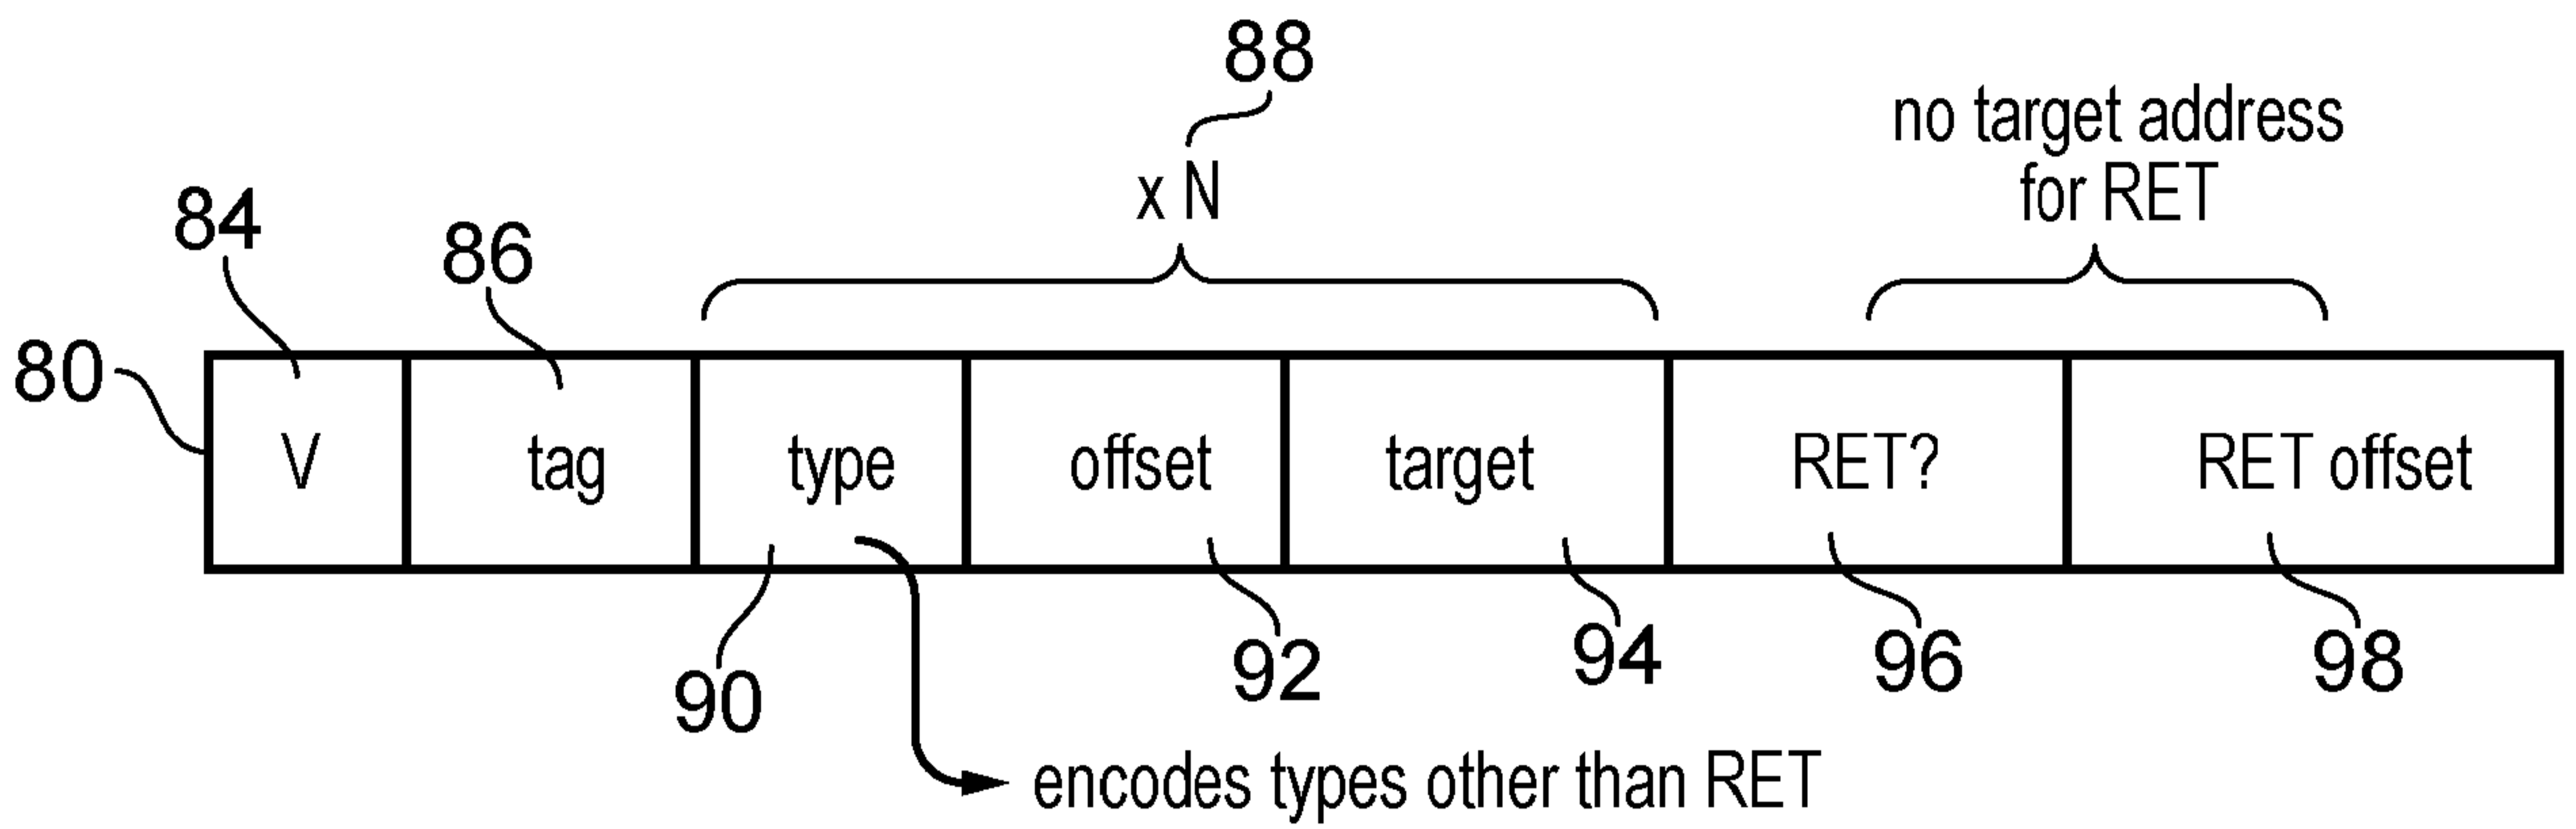 88
x N
no target address
for RET
84
86
80
V
tag
type
offset
target
RET?
RET offset
90
92
94
96
98
encodes types other than RET